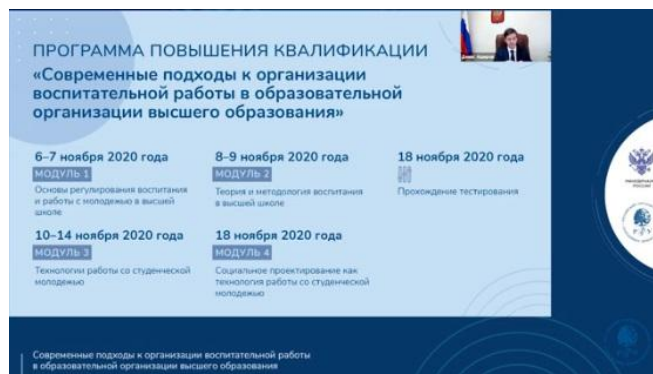 ПРОГРАММА ПОВЫШЕНИЯ КВАЛИФИКАЦИИ
«Современные подходы к организации
воспитательной работы в образовательной
организации высшего образования»
6–7 ноября 2020 года
МОДУЛЬ 1
Основы регулирования воспитания
и работы с молодежью в высшей
школе
8–9 ноября 2020 года
МОДУЛЬ 2
Теория и методология воспитания
в высшей школе
18 ноября 2020 года
Прохождение тестирования
10–14 ноября 2020 года
МОДУЛЬ 3
Технологии работы со студенческой
молодежью
18 ноября 2020 года
МОДУЛЬ 4
Социальное проектирование как
технология работы со студенческой
молодежью
Современные подходы к организации воспитательной работы
в образовательной организации высшего образования